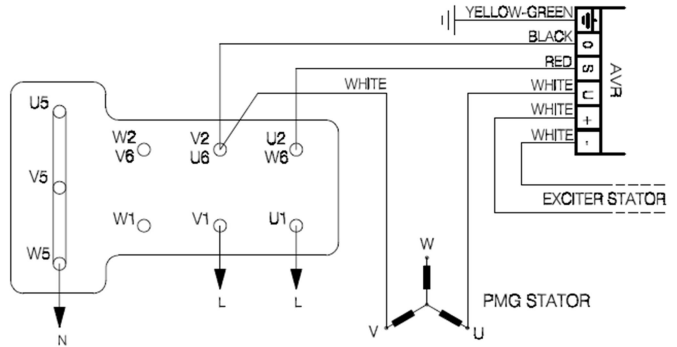 YELLOW-GREEN
BLACK
O
RED
S
WHITE
WHITE
U
AVR
WHITE
+
WHITE
-
U5
W2
V6
V2
U6
U2
W6
V5
EXCITER STATOR
W1
V1
U1
W5
W
L
L
PMG STATOR
V
U
N